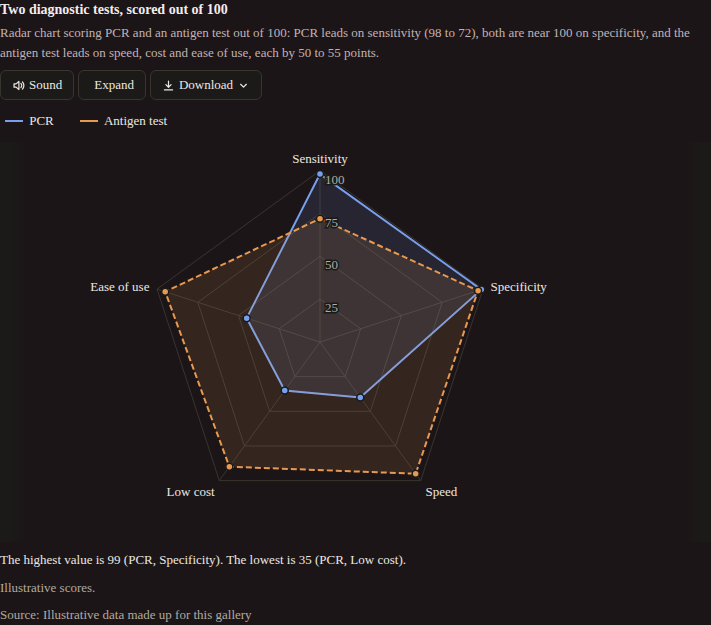 Two diagnostic tests, scored out of 100
Radar chart scoring PCR and an antigen test out of 100: PCR leads on sensitivity (98 to 72), both are near 100 on specificity, and the
antigen test leads on speed, cost and ease of use, each by 50 to 55 points.
Sound Expand Download
PCR Antigen test
Sensitivity
100
75
50
Ease of use Specificity
25
Low cost Speed
The highest value is 99 (PCR, Specificity). The lowest is 35 (PCR, Low cost).
Illustrative scores.
Source: Illustrative data made up for this gallery